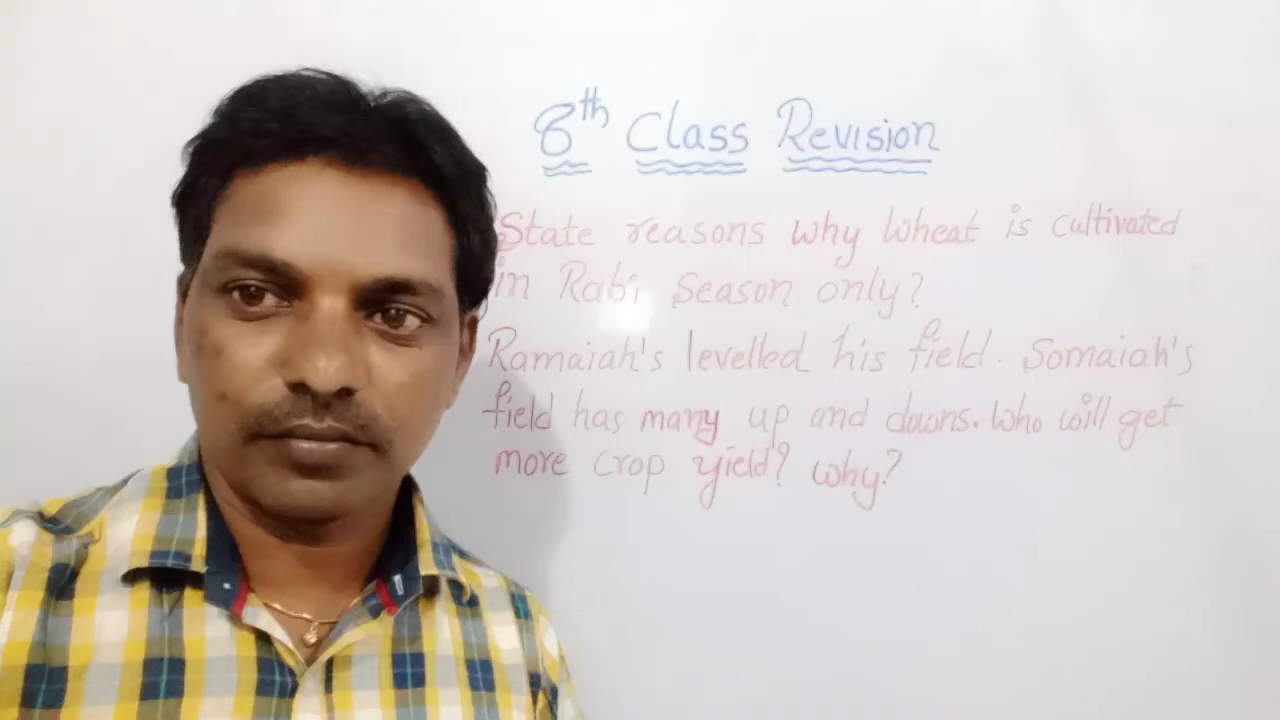 8th Class Revision
State reasons why wheat is cultivated
in Rabi season only?
Ramaiah's levelled his field. Somaiah's
field has many up and downs. Who will get
more crop yield? why?